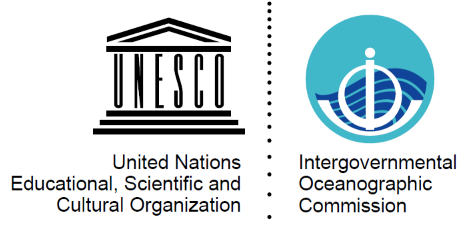 UNESCO
United Nations
Educational, Scientific and
Cultural Organization
Intergovernmental
Oceanographic
Commission